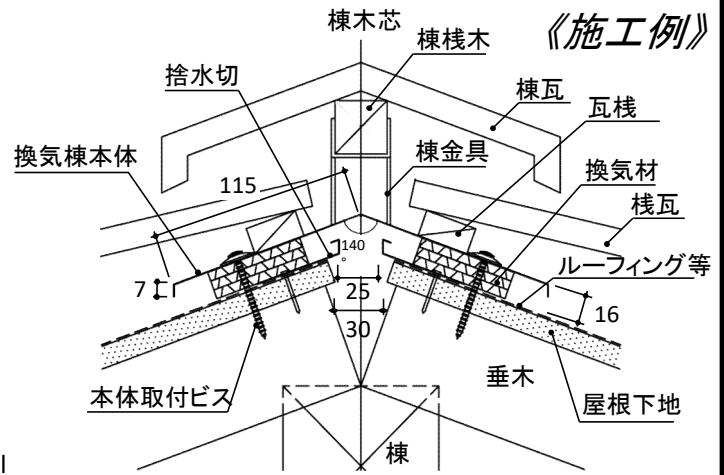 棟木芯
《施工例》
棟桟木
捨水切
棟瓦
瓦桟
換気棟本体
棟金具
換気材
115
桟瓦
140
°
ルーフィング等
7
25
16
30
垂木
本体取付ビス
屋根下地
棟